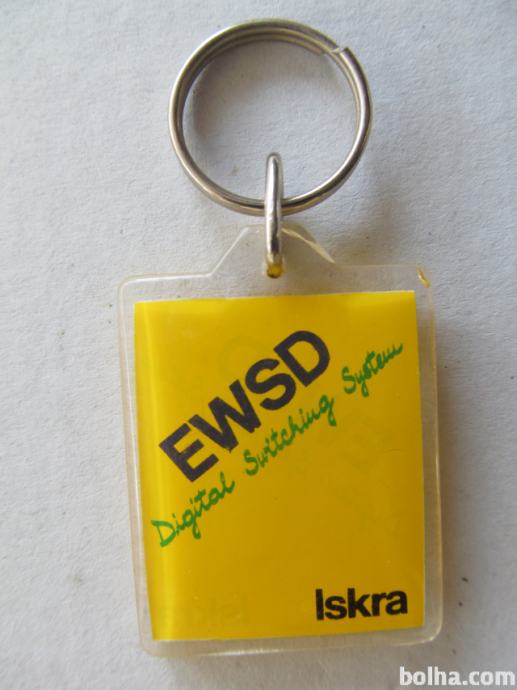 EWSD
Digital Switching System
Iskra
bolha.com